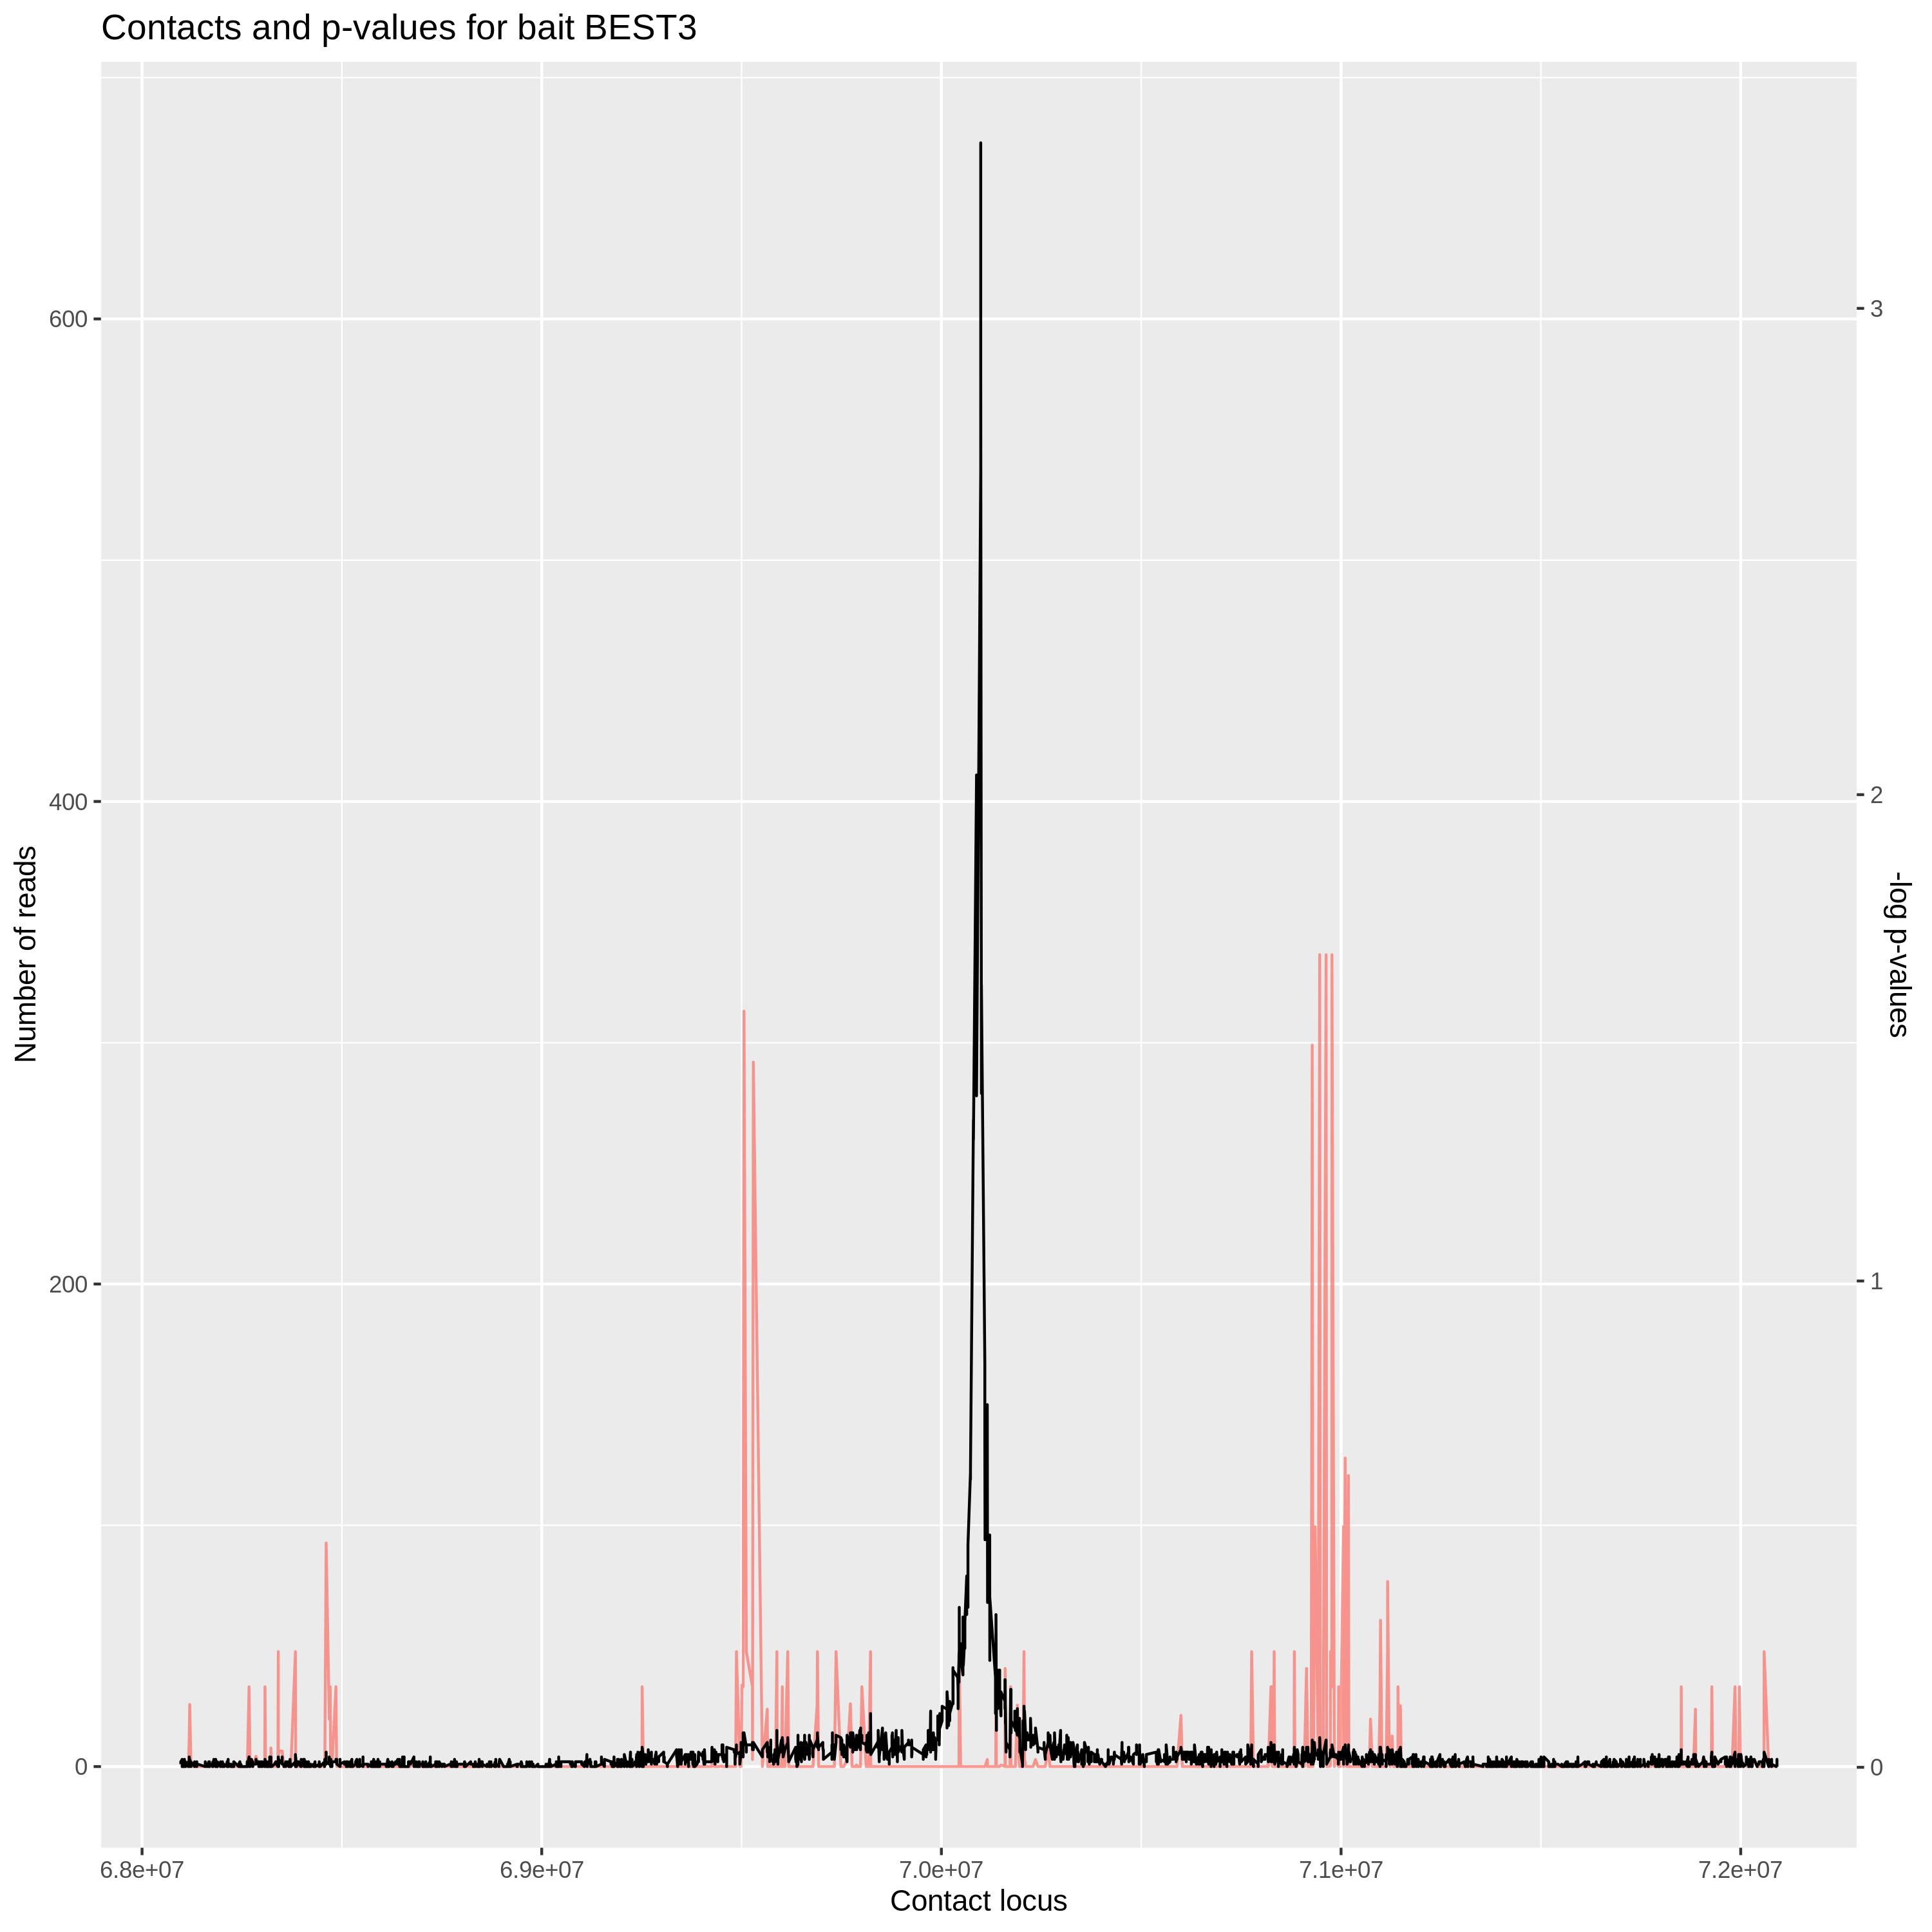 Contacts and p-values for bait BEST3
Number of reads
600
400
200
0
3
2
1
0
-log p-values
6.8e+07
6.9e+07
7.0e+07
7.1e+07
7.2e+07
Contact locus